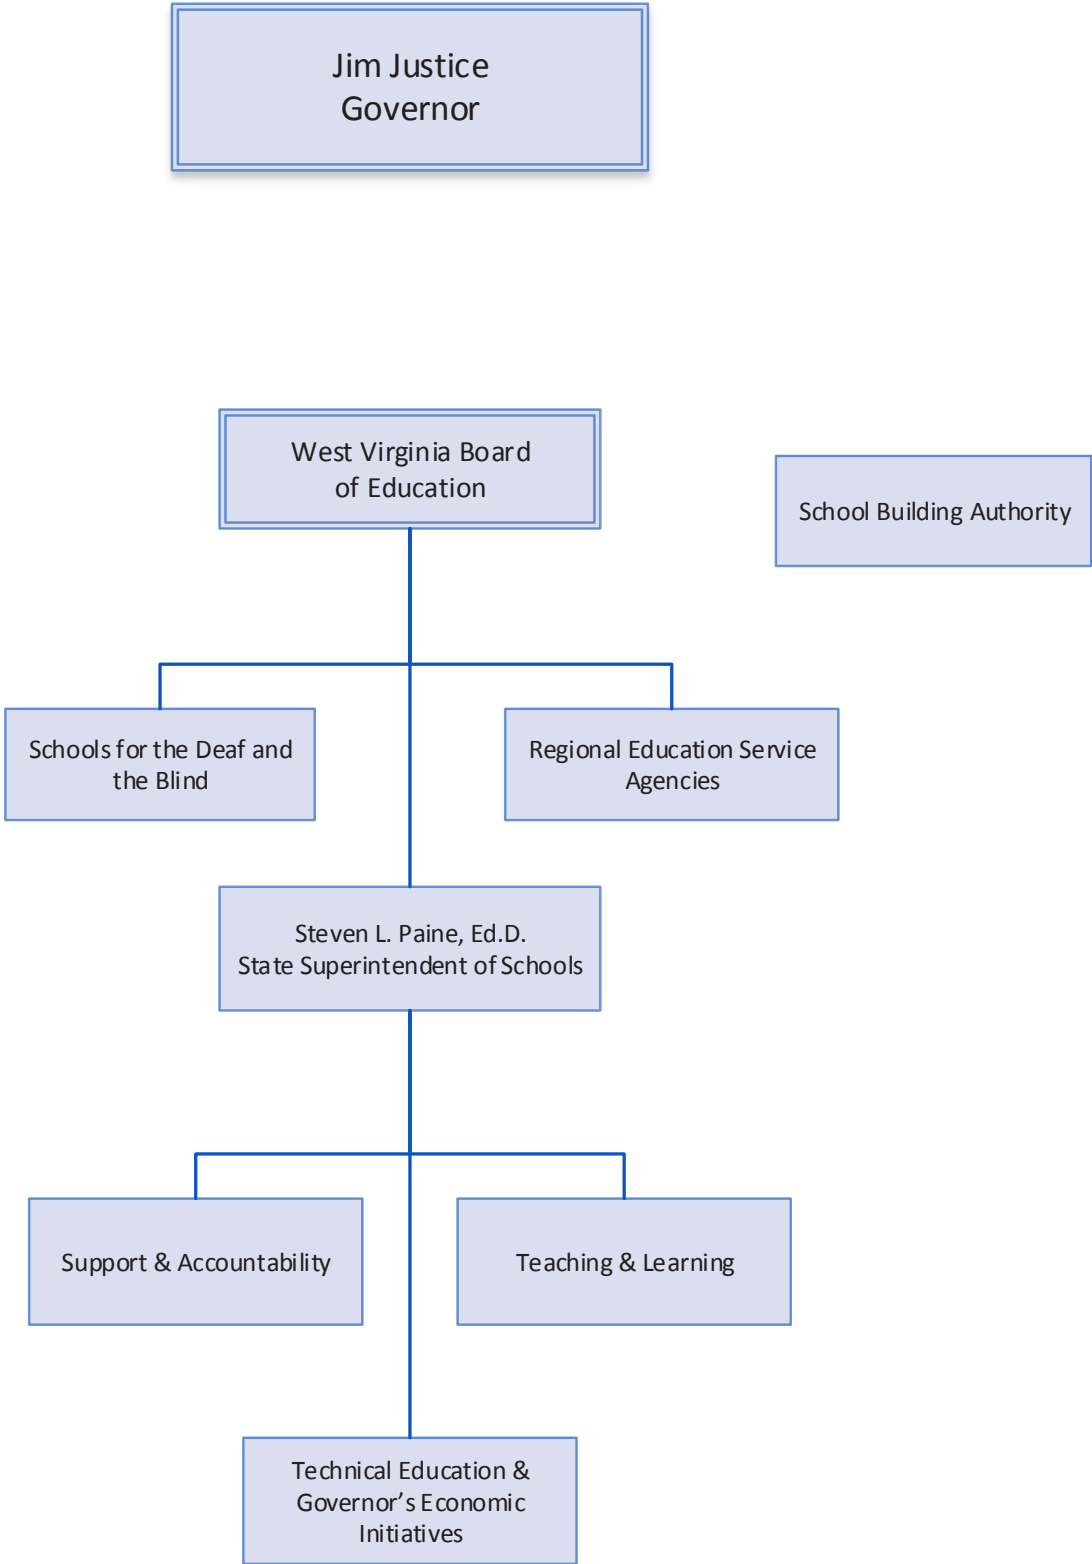 Jim Justice
Governor
West Virginia Board
of Education
School Building Authority
Schools for the Deaf and
the Blind
Regional Education Service
Agencies
Steven L. Paine, Ed.D.
State Superintendent of Schools
Support & Accountability
Teaching & Learning
Technical Education &
Governor’s Economic
Initiatives